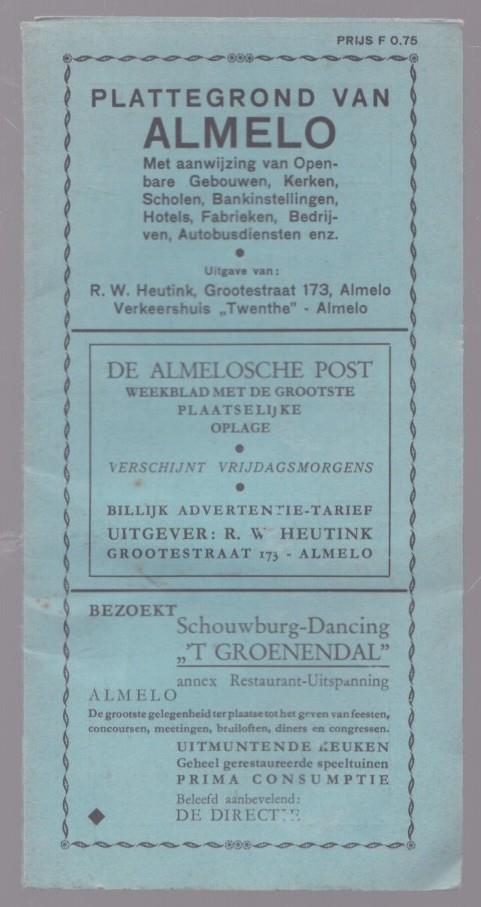 PRIJS F 0.75
PLATTEGROND VAN
ALMELO
Met aanwijzing van Open-
bare Gebouwen, Kerken,
Scholen, Bankinstellingen,
Hotels, Fabrieken, Bedrij-
ven, Autobusdiensten enz.
Uitgave van:
R. W. Heutink, Grootestraat 173, Almelo
Verkeershuis „Twenthe" - Almelo
DE ALMELOSCHE POST
WEEKBLAD MET DE GROOTSTE
PLAATSELIJKE
OPLAGE
VERSCHIJNT VRIJDAGSMORGENS
BILLIJK ADVERTENTIE-TARIEF
UITGEVER: R. W HEUTINK
GROOTESTRAAT 173 - ALMELO
BEZOEKT
Schouwburg-Dancing
„'T GROENENDAL"
annex Restaurant-Uitspanning
ALMELO
De grootste gelegenheid ter plaatse tot het geven van feesten,
concoursen, meetingen, bruiloften, diners en congressen.
UITMUNTENDE KEUKEN
Geheel gerestaureerde speeltuinen
PRIMA CONSUMPTIE
Beleefd aanbevelend:
DE DIRECTIE